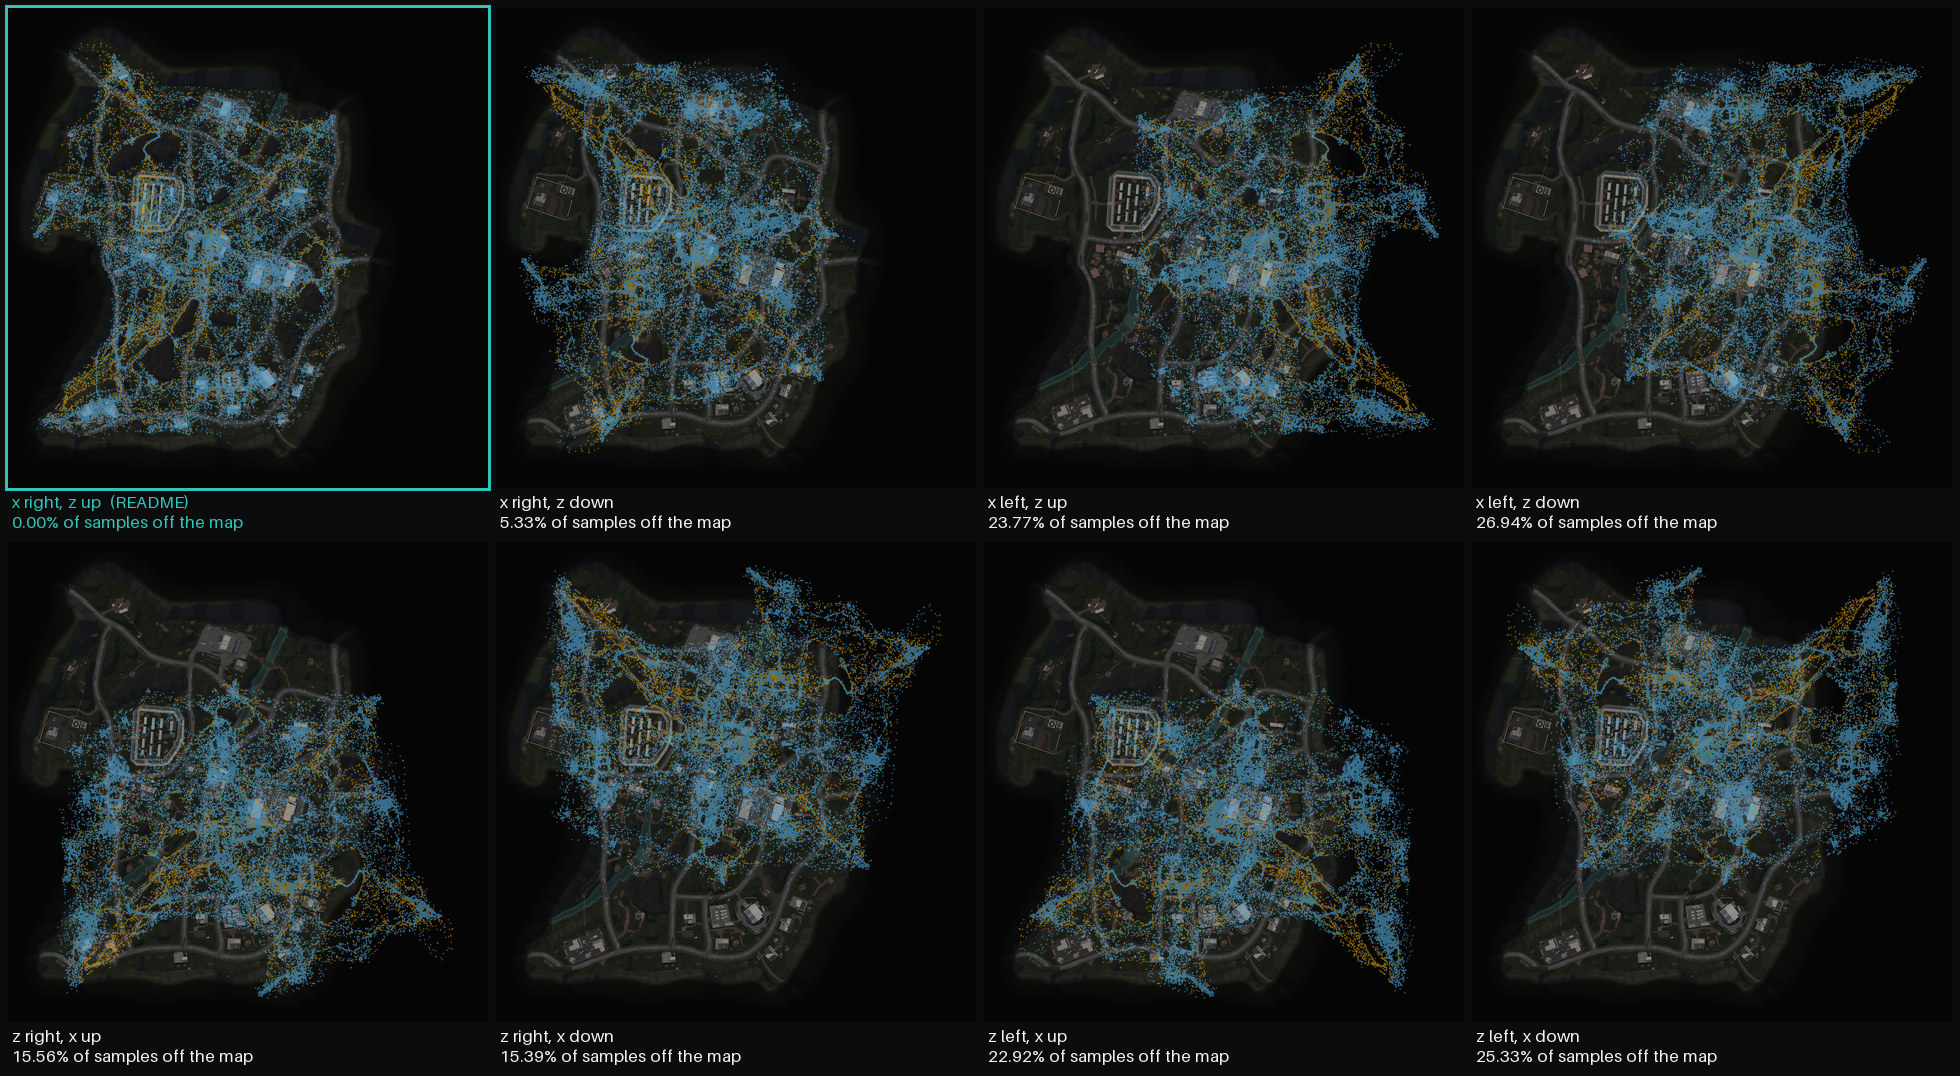 x right, z up (README)
0.00% of samples off the map
x right, z down
5.33% of samples off the map
x left, z up
23.77% of samples off the map
x left, z down
26.94% of samples off the map
z right, x up
15.56% of samples off the map
z right, x down
15.39% of samples off the map
z left, x up
22.92% of samples off the map
z left, x down
25.33% of samples off the map